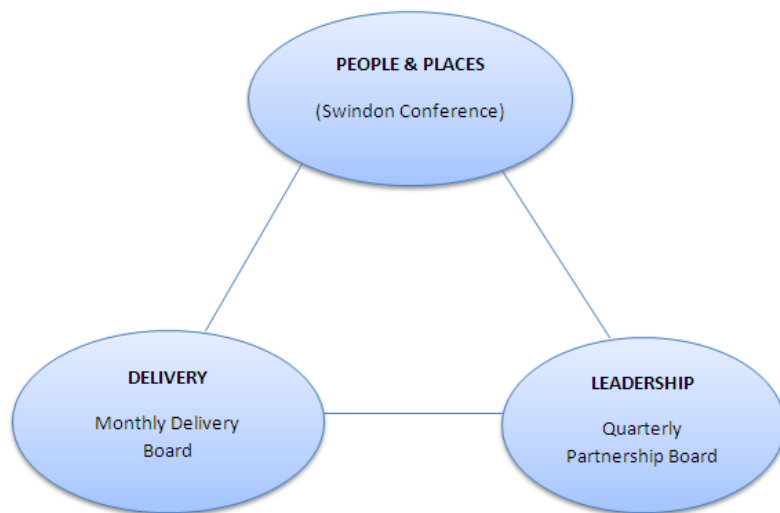 PEOPLE & PLACES
(Swindon Conference)
DELIVERY
Monthly Delivery
Board
LEADERSHIP
Quarterly
Partnership Board